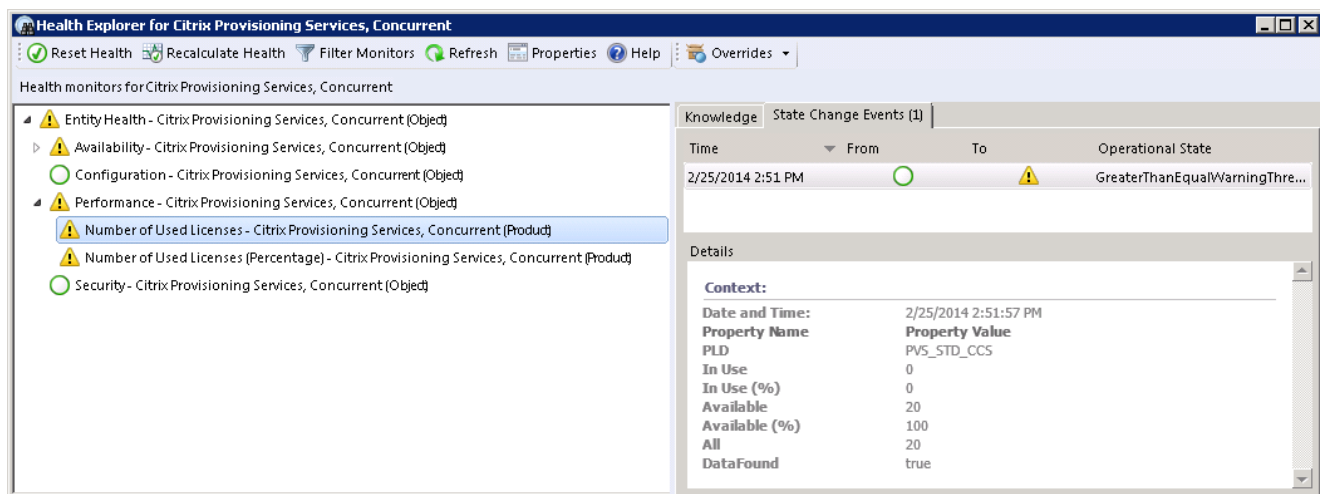 Health Explorer for Citrix Provisioning Services, Concurrent
Reset Health Recalculate Health Filter Monitors Refresh Properties Help Overrides
Health monitors for Citrix Provisioning Services, Concurrent
Entity Health - Citrix Provisioning Services, Concurrent (Object)
Availability - Citrix Provisioning Services, Concurrent (Object)
Configuration - Citrix Provisioning Services, Concurrent (Object)
Performance - Citrix Provisioning Services, Concurrent (Object)
Number of Used Licenses - Citrix Provisioning Services, Concurrent (Product)
Number of Used Licenses (Percentage) - Citrix Provisioning Services, Concurrent (Product)
Security - Citrix Provisioning Services, Concurrent (Object)
Knowledge State Change Events (1)
Time From To Operational State
2/25/2014 2:51 PM GreaterThanEqualWarningThre...
Details
Context:
Date and Time: 2/25/2014 2:51:57 PM
Property Name Property Value
PLD PVS_STD_CCS
In Use 0
In Use (%) 0
Available 20
Available (%) 100
All 20
DataFound true